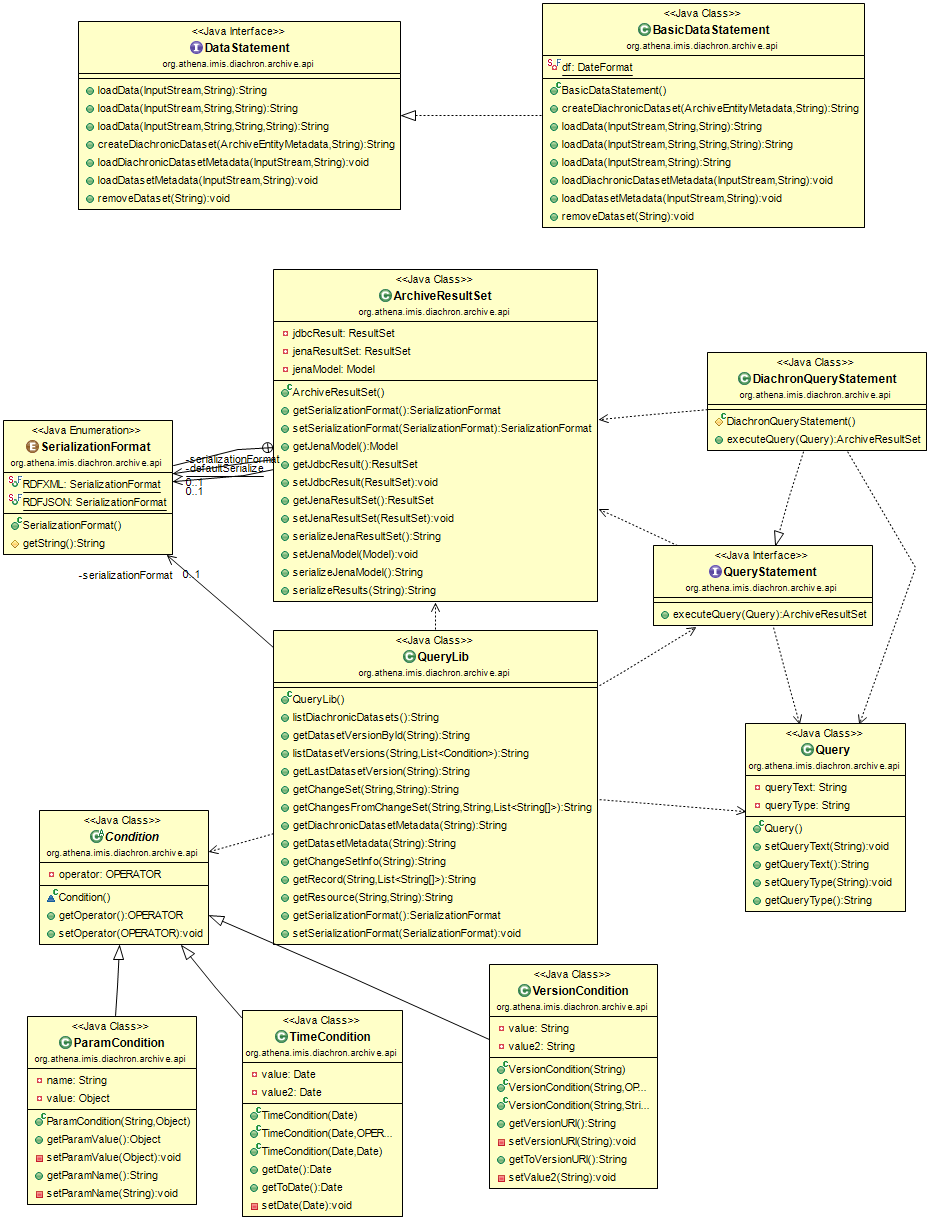 <<Java Interface>>
DataStatement
org.athena.imis.diachron.archive.api
loadData(InputStream,String):String
loadData(InputStream,String,String):String
loadData(InputStream,String,String,String):String
createDiachronicDataset(ArchiveEntityMetadata,String):String
loadDiachronicDatasetMetadata(InputStream,String):void
loadDatasetMetadata(InputStream,String):void
removeDataset(String):void
<<Java Class>>
BasicDataStatement
org.athena.imis.diachron.archive.api
df: DateFormat
BasicDataStatement()
createDiachronicDataset(ArchiveEntityMetadata,String):String
loadData(InputStream,String,String):String
loadData(InputStream,String,String,String):String
loadData(InputStream,String):String
loadDiachronicDatasetMetadata(InputStream,String):void
loadDatasetMetadata(InputStream,String):void
removeDataset(String):void
<<Java Class>>
ArchiveResultSet
org.athena.imis.diachron.archive.api
jdbcResult: ResultSet
jenaResultSet: ResultSet
jenaModel: Model
ArchiveResultSet()
getSerializationFormat():SerializationFormat
setSerializationFormat(SerializationFormat):SerializationFormat
getJenaModel():Model
getJdbcResult():ResultSet
setJdbcResult(ResultSet):void
getJenaResultSet():ResultSet
setJenaResultSet(ResultSet):void
serializeJenaResultSet():String
setJenaModel(Model):void
serializeJenaModel():String
serializeResults(String):String
<<Java Class>>
DiachronQueryStatement
org.athena.imis.diachron.archive.api
DiachronQueryStatement()
executeQuery(Query):ArchiveResultSet
<<Java Enumeration>>
SerializationFormat
org.athena.imis.diachron.archive.api
RDFXML: SerializationFormat
RDFJSON: SerializationFormat
SerializationFormat()
getString():String
-serializationFormat
-defaultSerialize
0..1
0..1
-serializationFormat 0..1
<<Java Interface>>
QueryStatement
org.athena.imis.diachron.archive.api
executeQuery(Query):ArchiveResultSet
<<Java Class>>
QueryLib
org.athena.imis.diachron.archive.api
QueryLib()
listDiachronicDatasets():String
getDatasetVersionById(String):String
listDatasetVersions(String,List<Condition>):String
getLastDatasetVersion(String):String
getChangeSet(String,String):String
getChangesFromChangeSet(String,String,List<String[]>):String
getDiachronicDatasetMetadata(String):String
getDatasetMetadata(String):String
getChangeSetInfo(String):String
getRecord(String,List<String[]>):String
getResource(String,String):String
getSerializationFormat():SerializationFormat
setSerializationFormat(SerializationFormat):void
<<Java Class>>
Query
org.athena.imis.diachron.archive.api
queryText: String
queryType: String
Query()
setQueryText(String):void
getQueryText():String
setQueryType(String):void
getQueryType():String
<<Java Class>>
Condition
org.athena.imis.diachron.archive.api
operator: OPERATOR
Condition()
getOperator():OPERATOR
setOperator(OPERATOR):void
<<Java Class>>
ParamCondition
org.athena.imis.diachron.archive.api
name: String
value: Object
ParamCondition(String,Object)
getParamValue():Object
setParamValue(Object):void
getParamName():String
setParamName(String):void
<<Java Class>>
TimeCondition
org.athena.imis.diachron.archive.api
value: Date
value2: Date
TimeCondition(Date)
TimeCondition(Date,OPER...
TimeCondition(Date,Date)
getDate():Date
getToDate():Date
setDate(Date):void
<<Java Class>>
VersionCondition
org.athena.imis.diachron.archive.api
value: String
value2: String
VersionCondition(String)
VersionCondition(String,OP...
VersionCondition(String,Stri...
getVersionURI():String
setVersionURI(String):void
getToVersionURI():String
setValue2(String):void